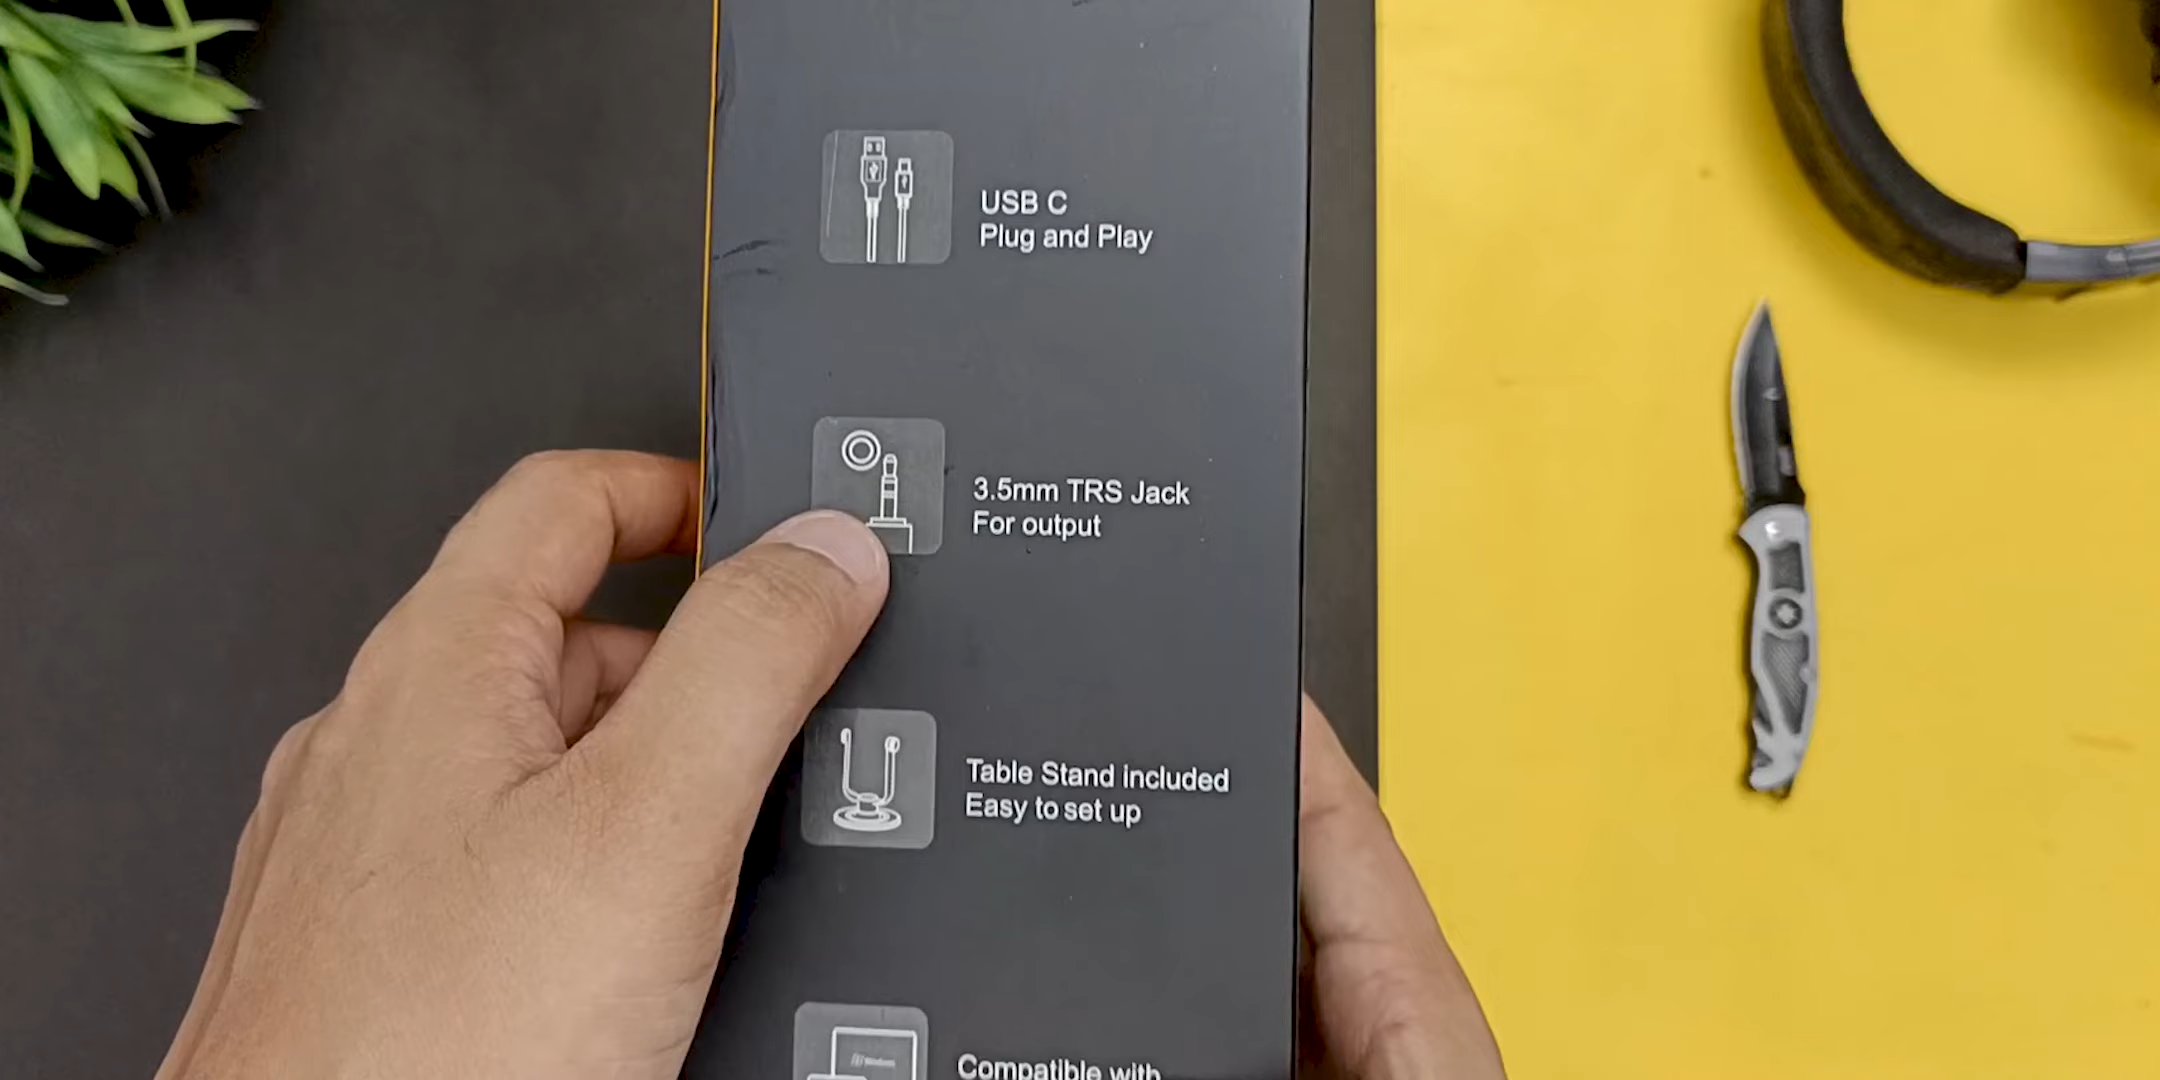 USB C
Plug and Play
3.5mm TRS Jack
For output
Table Stand included
Easy to set up
Windows
Compatible with